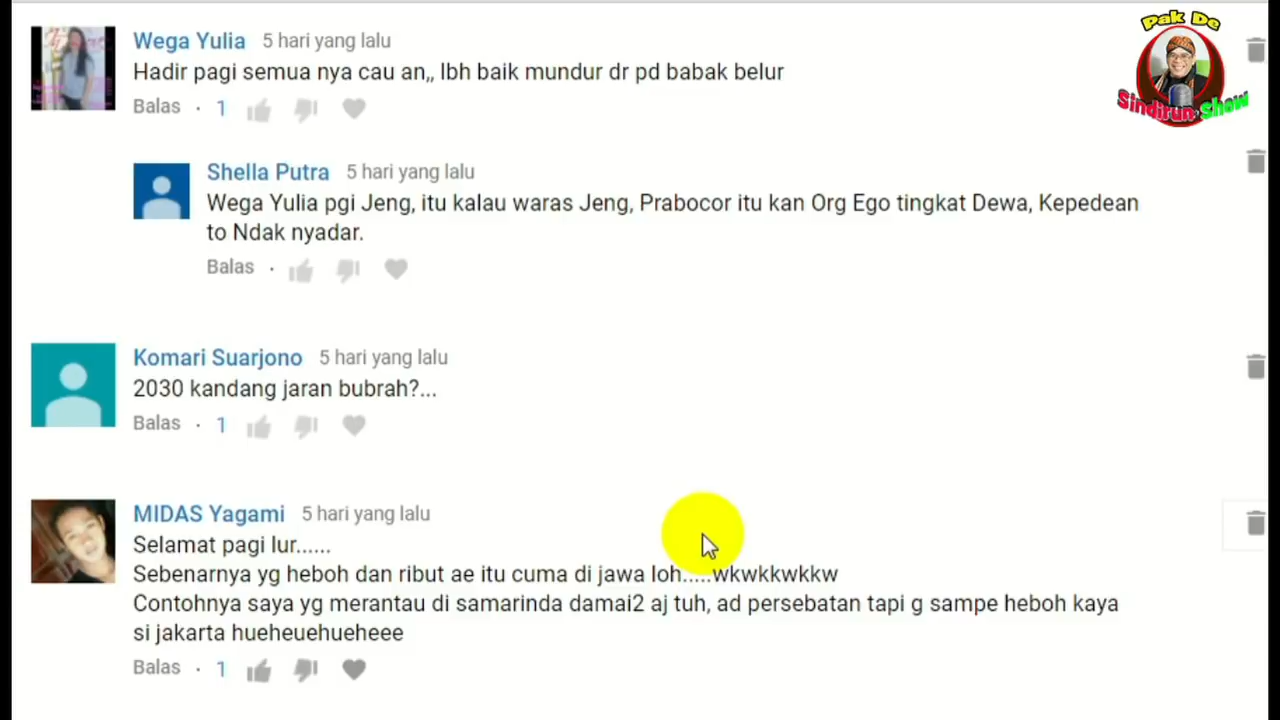 Pak De
Sindirun Show
Wega Yulia 5 hari yang lalu
Hadir pagi semua nya cau an,, lbh baik mundur dr pd babak belur
Balas · 1
Shella Putra 5 hari yang lalu
Wega Yulia pgi Jeng, itu kalau waras Jeng, Prabocor itu kan Org Ego tingkat Dewa, Kepedean
to Ndak nyadar.
Balas ·
Komari Suarjono 5 hari yang lalu
2030 kandang jaran bubrah?...
Balas · 1
MIDAS Yagami 5 hari yang lalu
Selamat pagi lur......
Sebenarnya yg heboh dan ribut ae itu cuma di jawa loh.....wkwkkwkkw
Contohnya saya yg merantau di samarinda damai2 aj tuh, ad persebatan tapi g sampe heboh kaya
si jakarta hueheuehueheee
Balas · 1